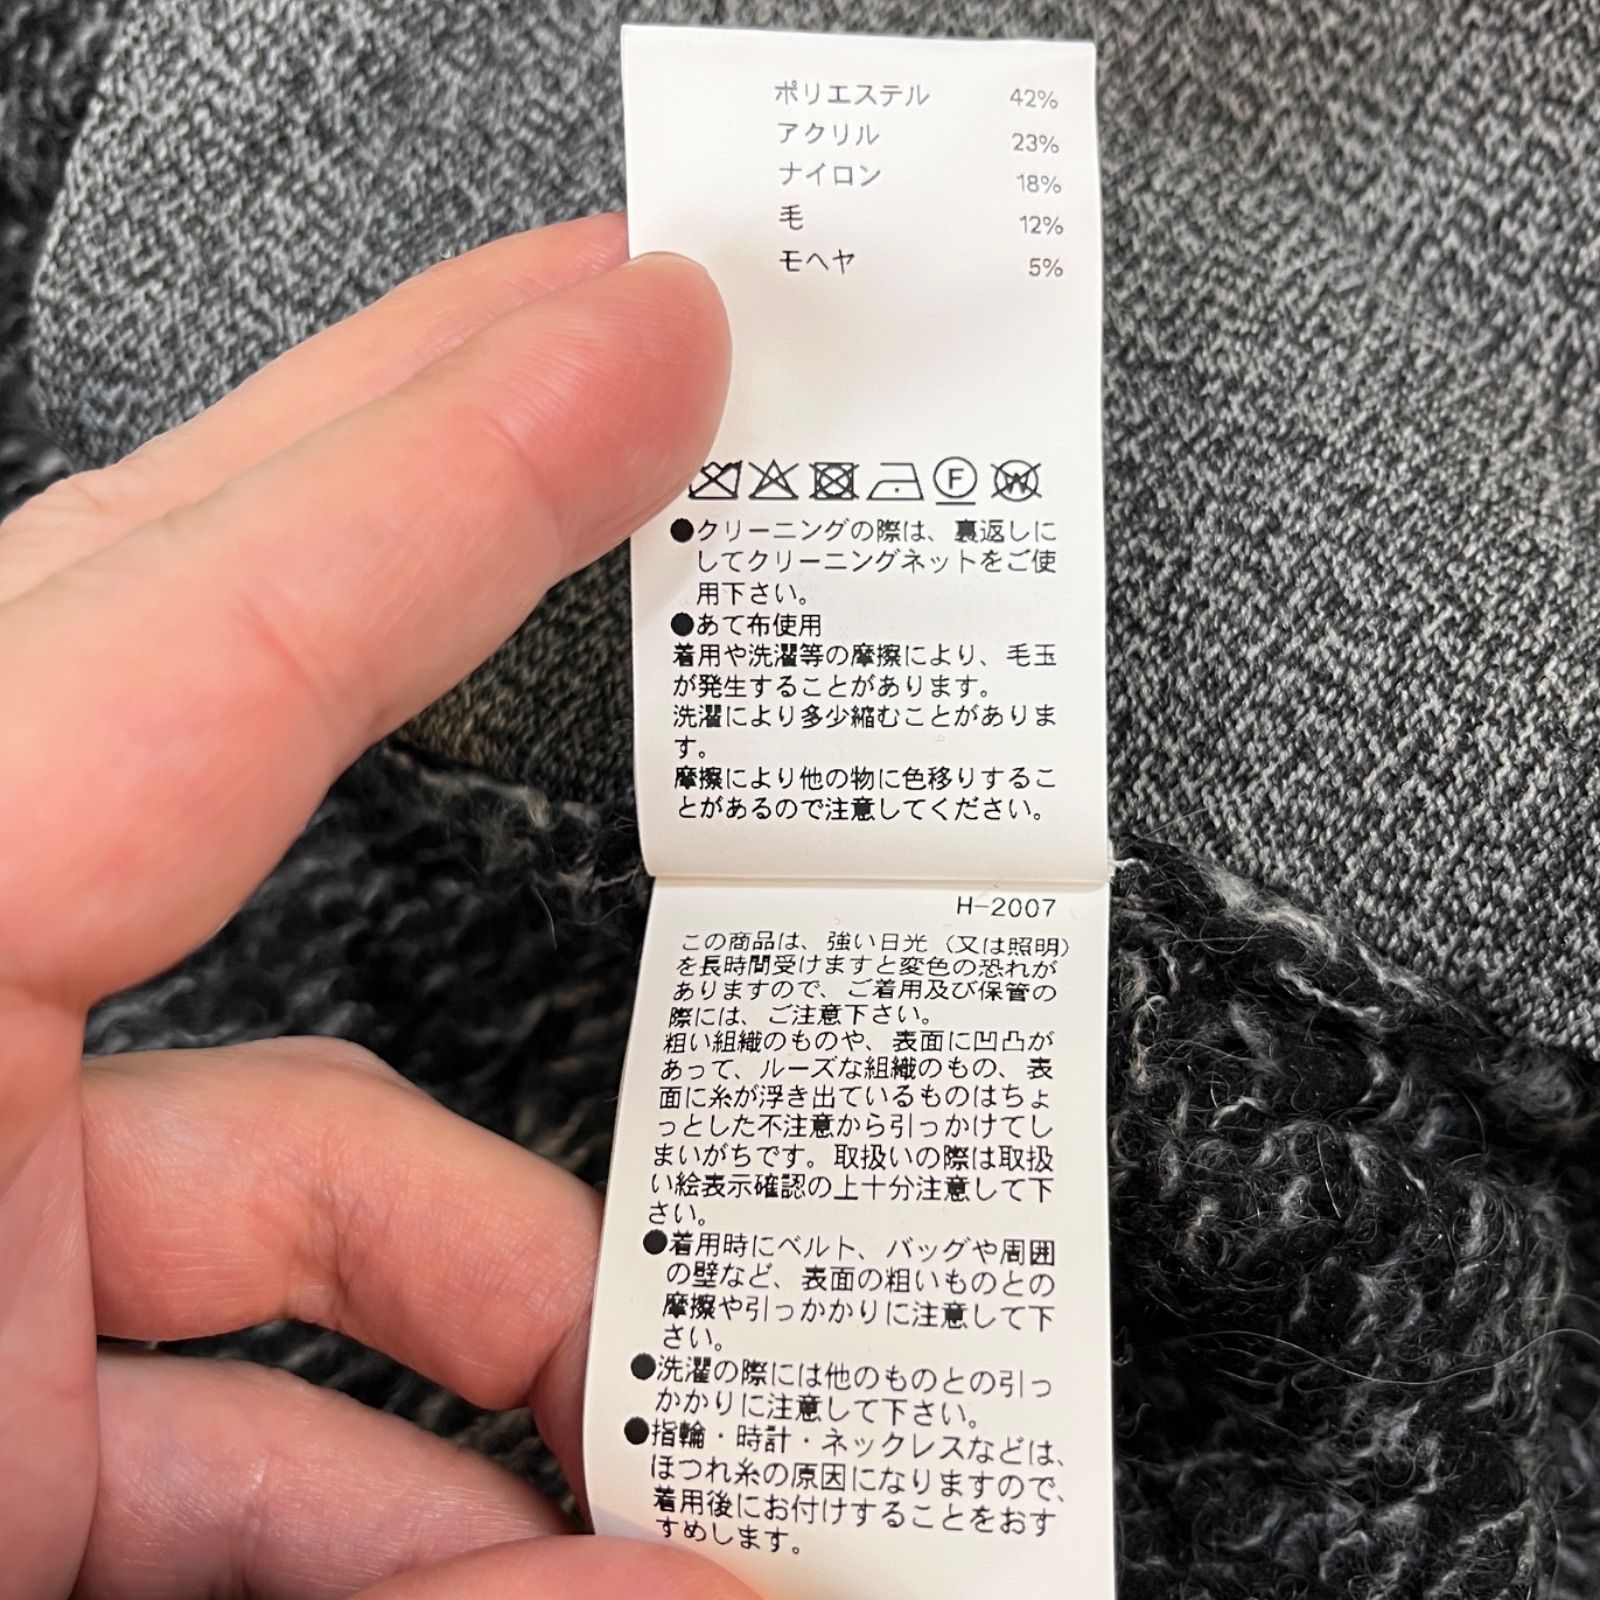 ポリエステル 42%
アクリル 23%
ナイロン 18%
毛 12%
モヘヤ 5%
F W
●クリーニングの際は、裏返しに
してクリーニングネットをご使
用下さい。
●あて布使用
着用や洗濯等の摩擦により、毛玉
が発生することがあります。
洗濯により多少縮むことがありま
す。
摩擦により他の物に色移りするこ
とがあるので注意してください。
H-2007
この商品は、強い日光（又は照明）
を長時間受けますと変色の恐れが
ありますので、ご着用及び保管の
際には、ご注意下さい。
粗い組織のものや、表面に凹凸が
あって、ルーズな組織のもの、表
面に糸が浮き出ているものはちょ
っとした不注意から引っかけてし
まいがちです。取扱いの際は取扱
い絵表示確認の上十分注意して下
さい。
●着用時にベルト、バッグや周囲
の壁など、表面の粗いものとの
摩擦や引っかかりに注意して下
さい。
●洗濯の際には他のものとの引っ
かかりに注意して下さい。
●指輪・時計・ネックレスなどは、
ほつれ糸の原因になりますので、
着用後にお付けすることをおす
すめします。